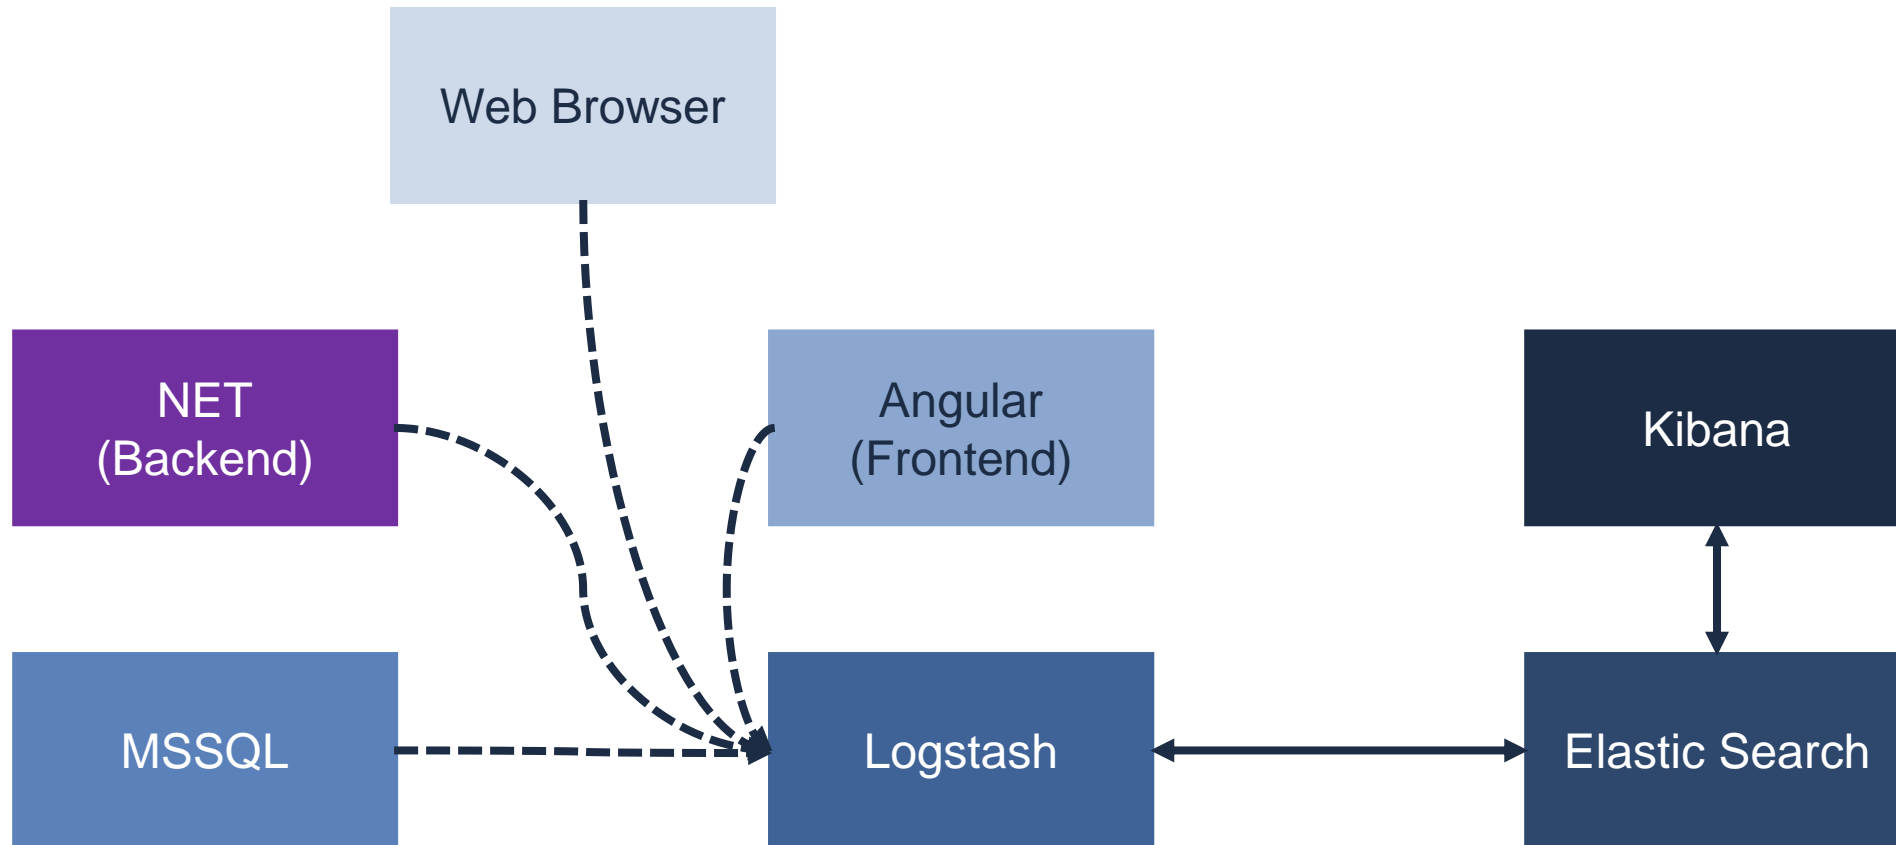 Web Browser
NET
(Backend)
Angular
(Frontend)
Kibana
MSSQL
Logstash
Elastic Search